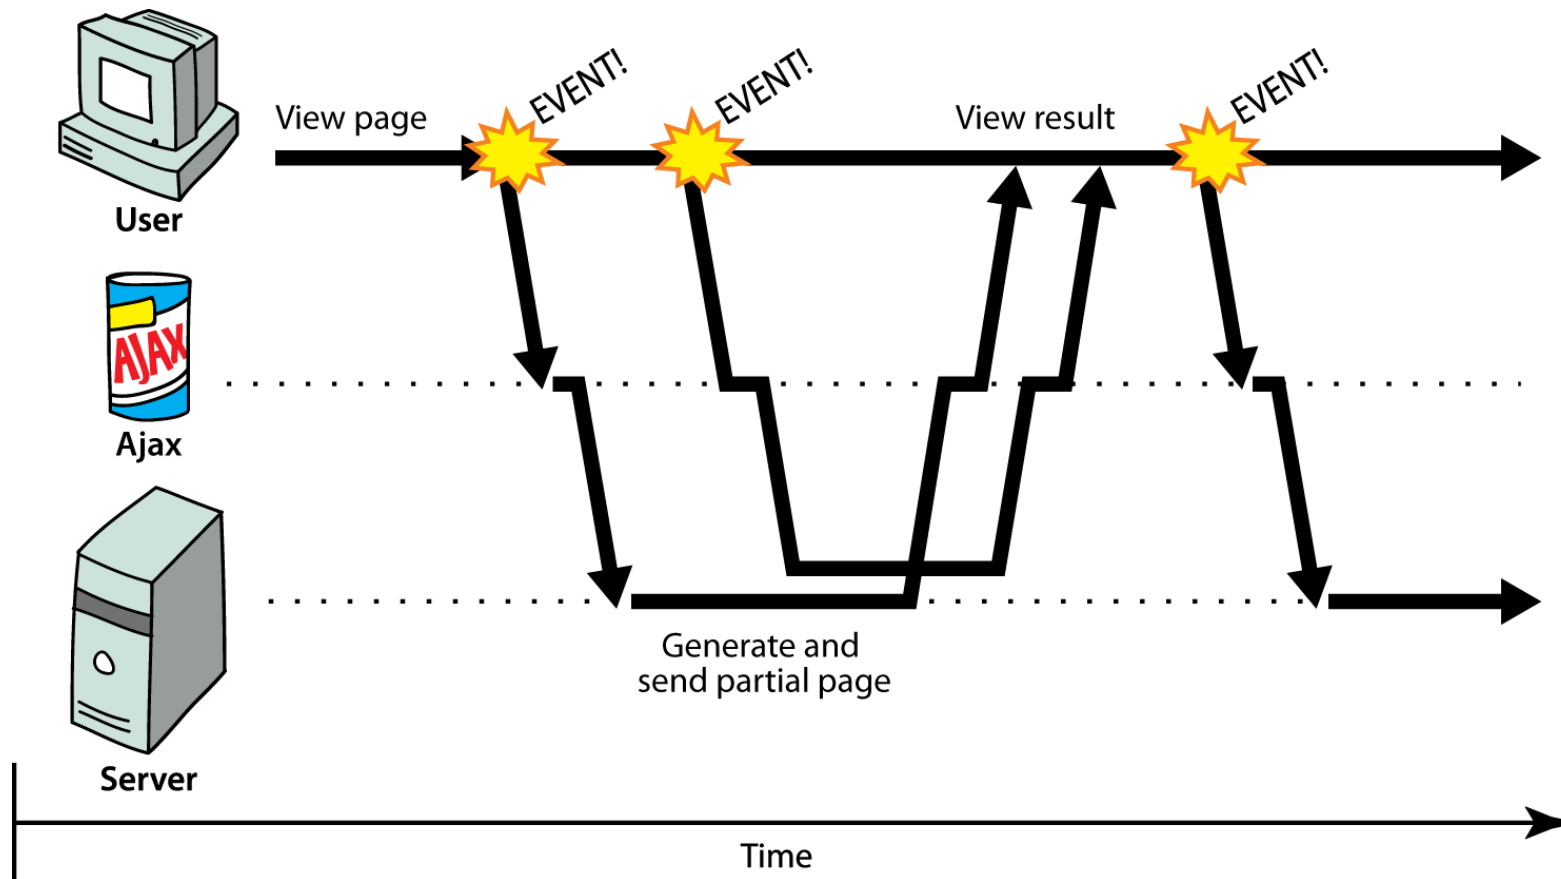 EVENT!
EVENT!
EVENT!
View page
View result
User
AJAX
Ajax
Generate and
send partial page
Server
Time